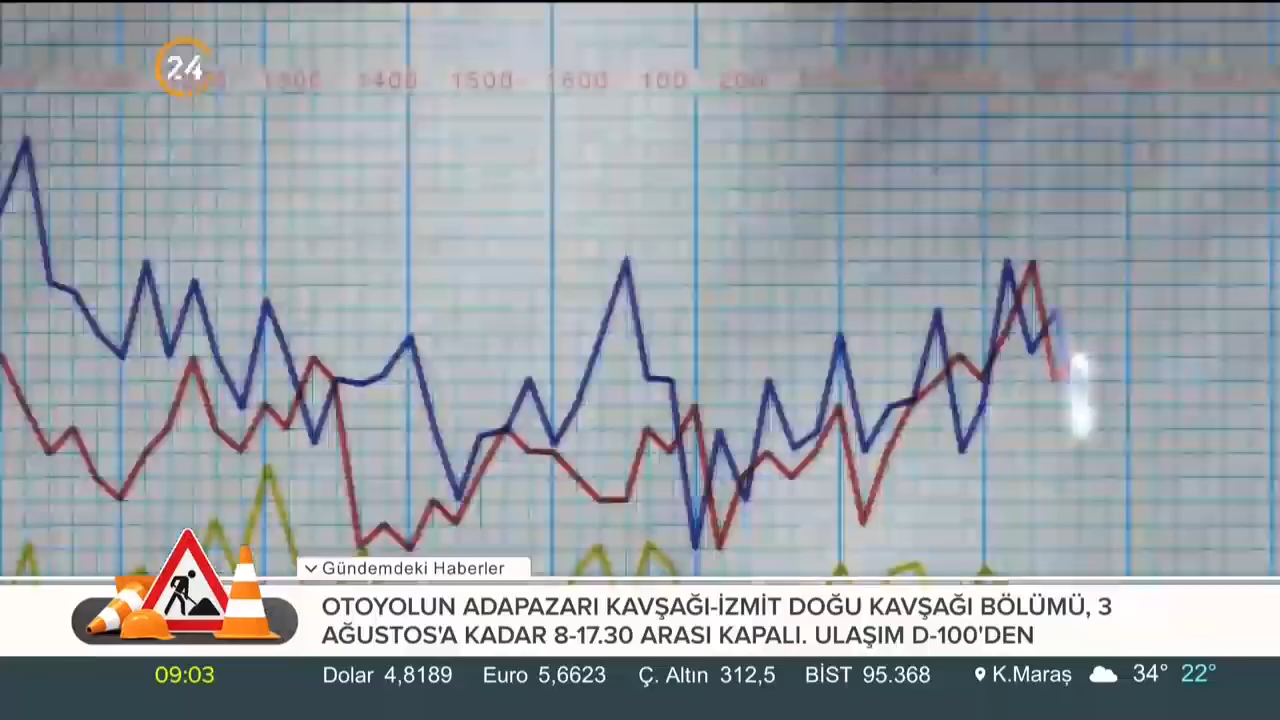 24
1300 1400 1500 1600 100 200
Gündemdeki Haberler
OTOYOLUN ADAPAZARI KAVŞAĞI-İZMİT DOĞU KAVŞAĞI BÖLÜMÜ, 3
AĞUSTOS'A KADAR 8-17.30 ARASI KAPALI. ULAŞIM D-100'DEN
09:03 Dolar 4,8189 Euro 5,6623 Ç. Altın 312,5 BİST 95.368 K.Maraş 34° 22°